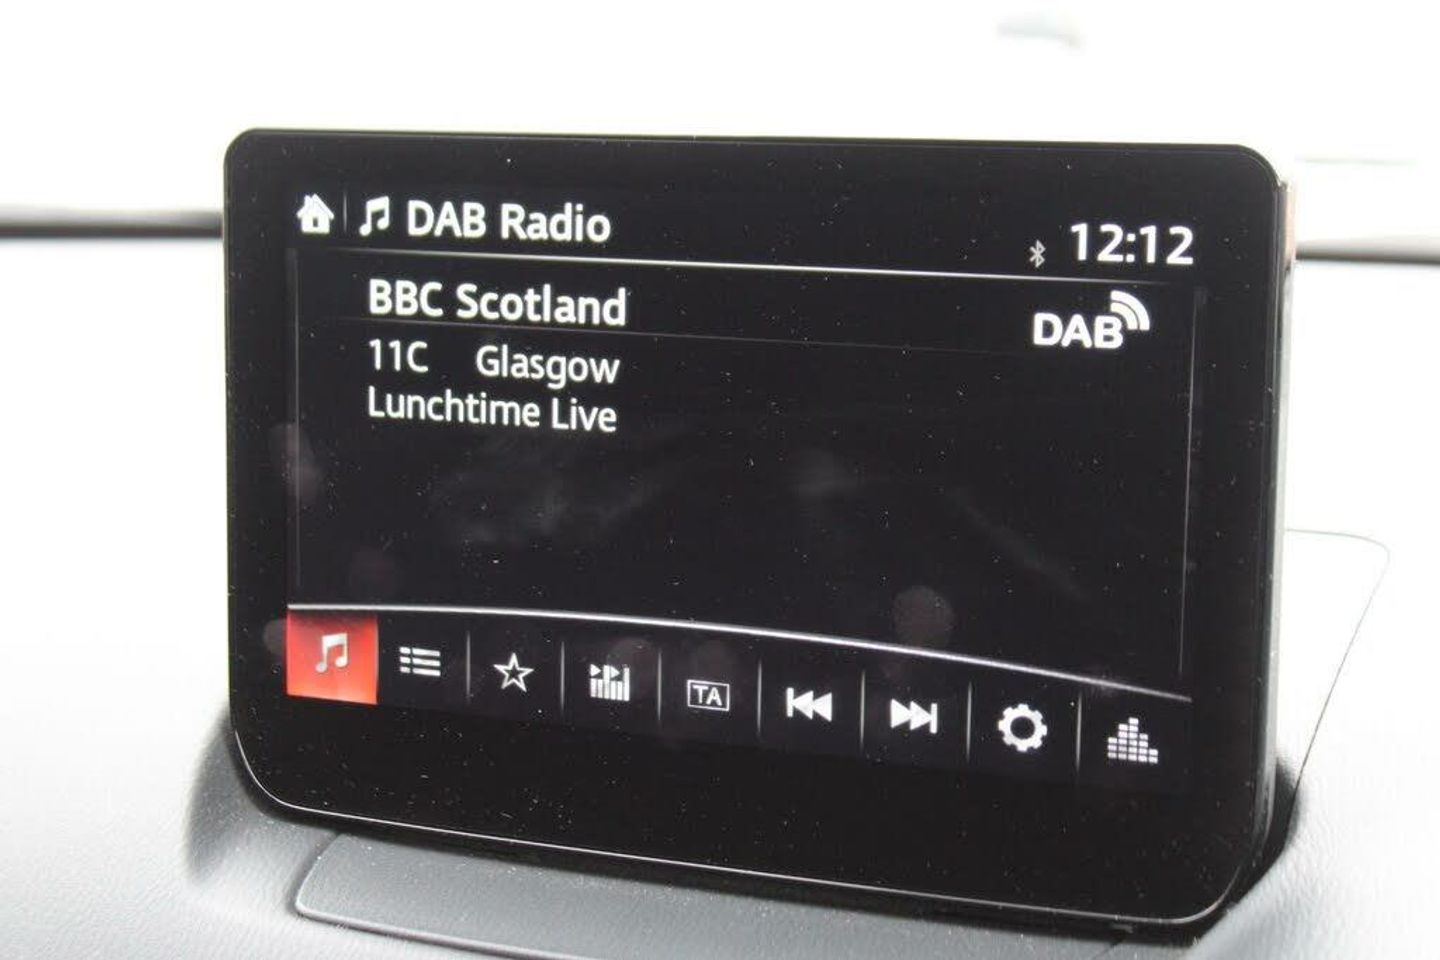 DAB Radio
12:12
BBC Scotland
DAB
11C Glasgow
Lunchtime Live
TA